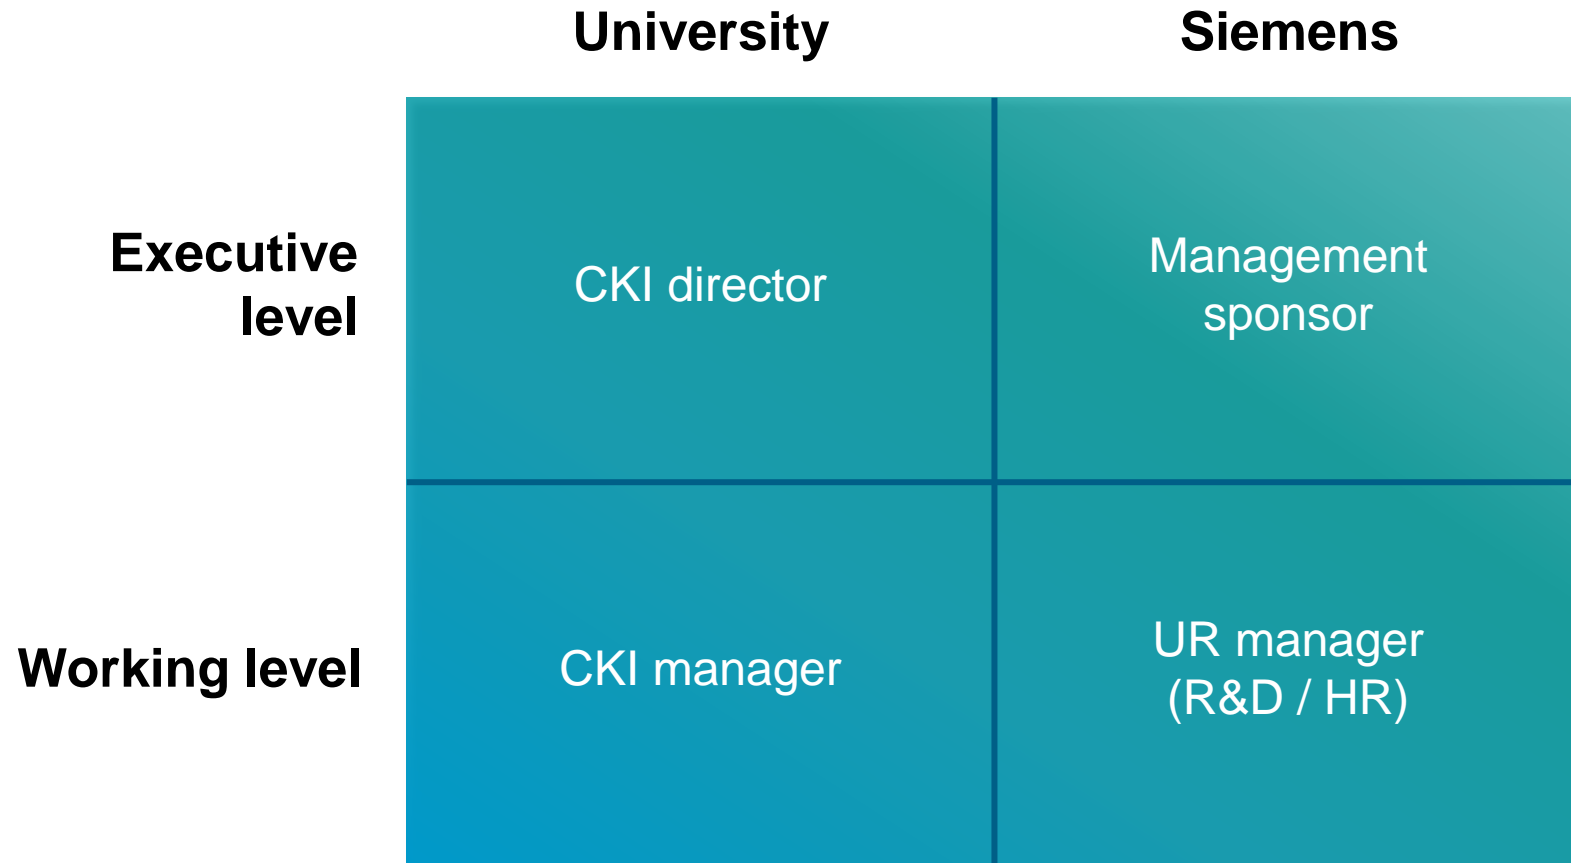 University
Siemens
Executive
level
CKI director
Management
sponsor
Working level
CKI manager
UR manager
(R&D / HR)